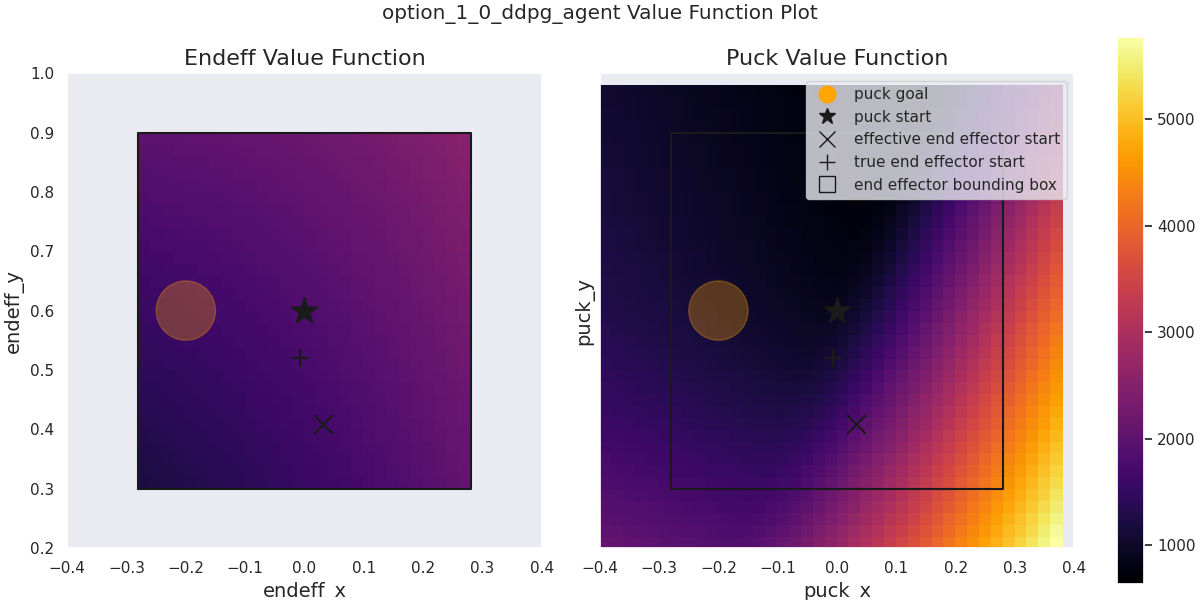 option_1_0_ddpg_agent Value Function Plot
Endeff Value Function
1.0
0.9
0.8
0.7
0.6
0.5
0.4
0.3
0.2
endeff_y
−0.4 −0.3 −0.2 −0.1 0.0 0.1 0.2 0.3 0.4
endeff_x
Puck Value Function
puck goal
puck start
effective end effector start
true end effector start
end effector bounding box
puck_y
−0.4 −0.3 −0.2 −0.1 0.0 0.1 0.2 0.3 0.4
puck_x
5000
4000
3000
2000
1000